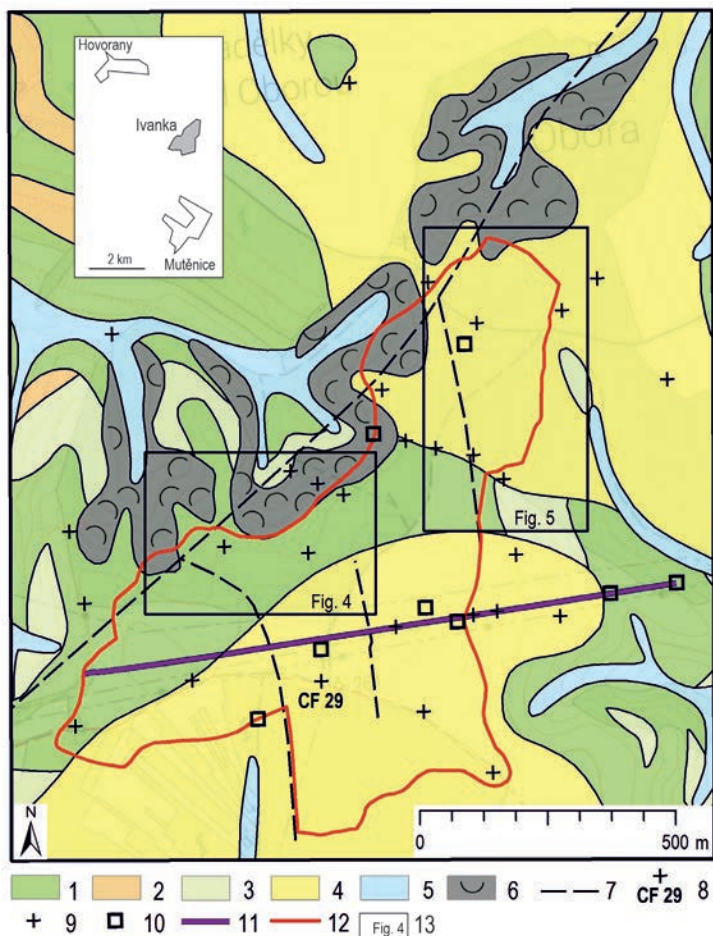 Hovorany
Ivanka
Mutěnice
2 km
Obora
Fig. 5
Fig. 4
CF 29
N
0 500 m
1 2 3 4 5 6 7 CF 29 8
9 10 11 12 Fig. 4 13